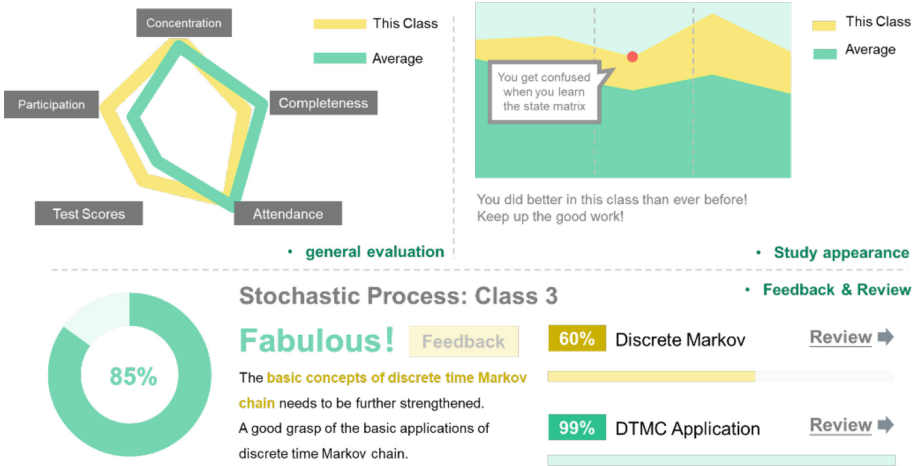 Concentration
This Class
Average
Participation
Completeness
Test Scores
Attendance
• general evaluation
This Class
Average
You get confused
when you learn
the state matrix
You did better in this class than ever before!
Keep up the good work!
• Study appearance
• Feedback & Review
Stochastic Process: Class 3
85%
Fabulous!
Feedback
The basic concepts of discrete time Markov
chain needs to be further strengthened.
A good grasp of the basic applications of
discrete time Markov chain.
60%
Discrete Markov
Review
99%
DTMC Application
Review